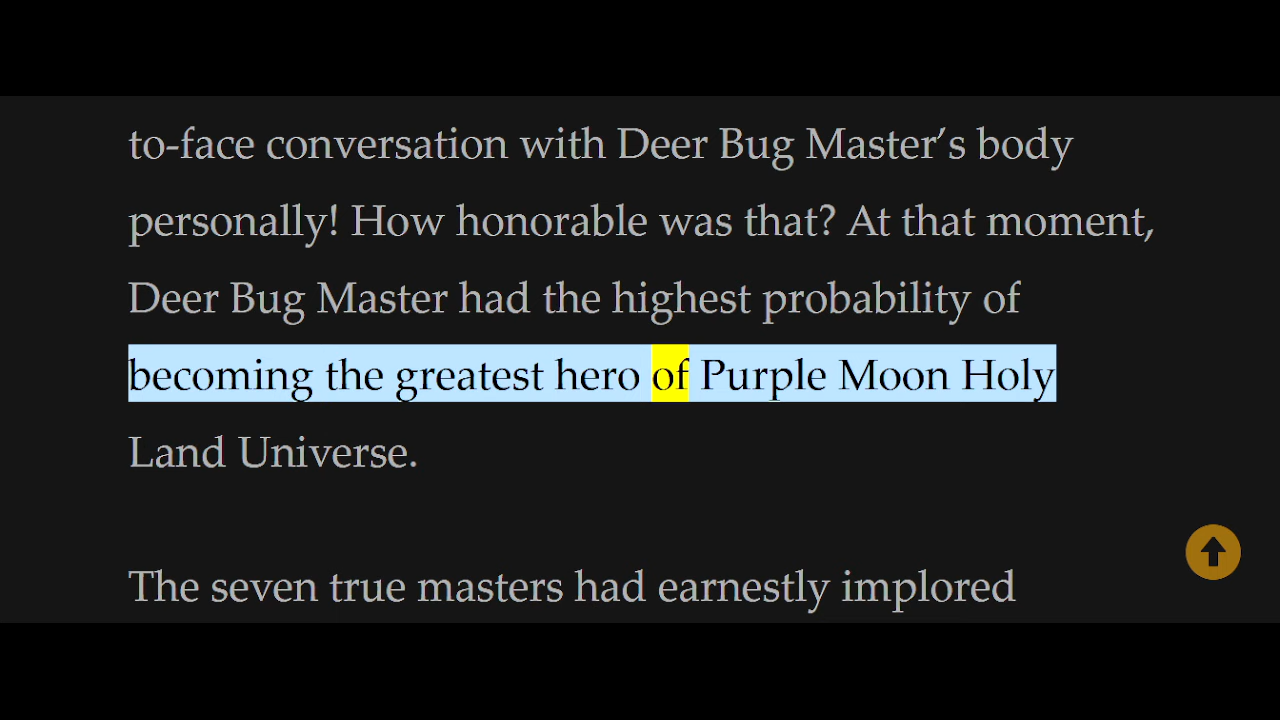 to-face conversation with Deer Bug Master’s body
personally! How honorable was that? At that moment,
Deer Bug Master had the highest probability of
becoming the greatest hero of Purple Moon Holy
Land Universe.
The seven true masters had earnestly implored